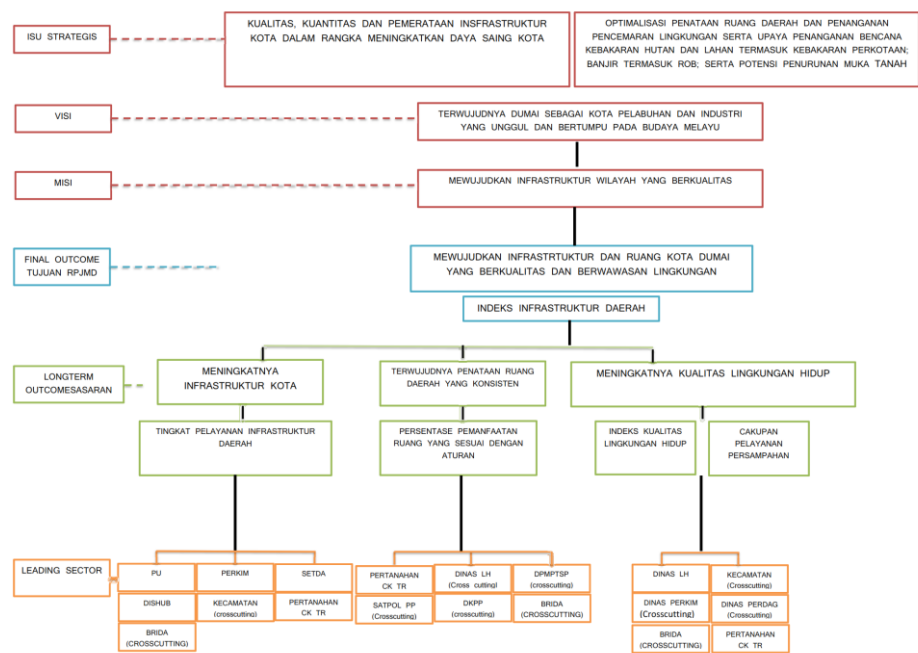 ISU STRATEGIS
KUALITAS, KUANTITAS DAN PEMERATAAN INSFRASTRUKTUR
KOTA DALAM RANGKA MENINGKATKAN DAYA SAING KOTA
OPTIMALISASI PENATAAN RUANG DAERAH DAN PENANGANAN
PENCEMARAN LINGKUNGAN SERTA UPAYA PENANGANAN BENCANA
KEBAKARAN HUTAN DAN LAHAN TERMASUK KEBAKARAN PERKOTAAN;
BANJIR TERMASUK ROB; SERTA POTENSI PENURUNAN MUKA TANAH
VISI
TERWUJUDNYA DUMAI SEBAGAI KOTA PELABUHAN DAN INDUSTRI
YANG UNGGUL DAN BERTUMPU PADA BUDAYA MELAYU
MISI
MEWUJUDKAN INFRASTRUKTUR WILAYAH YANG BERKUALITAS
FINAL OUTCOME
TUJUAN RPJMD
MEWUJUDKAN INFRASTRTUKTUR DAN RUANG KOTA DUMAI
YANG BERKUALITAS DAN BERWAWASAN LINGKUNGAN
INDEKS INFRASTRUKTUR DAERAH
LONGTERM
OUTCOMESASARAN
MENINGKATNYA
INFRASTRUKTUR KOTA
TERWUJUDNYA PENATAAN RUANG
DAERAH YANG KONSISTEN
MENINGKATNYA KUALITAS LINGKUNGAN HIDUP
TINGKAT PELAYANAN INFRASTRUKTUR
DAERAH
PERSENTASE PEMANFAATAN
RUANG YANG SESUAI DENGAN
ATURAN
INDEKS KUALITAS
LINGKUNGAN HIDUP
CAKUPAN
PELAYANAN
PERSAMPAHAN
LEADING SECTOR
PU
PERKIM
SETDA
DISHUB
KECAMATAN
(crosscutting)
PERTANAHAN
CK TR
BRIDA
(CROSSCUTTING)
PERTANAHAN
CK TR
DINAS LH
(Cross cutting)
DPMPTSP
(crosscutting)
SATPOL PP
(Crosscutting)
DKPP
(crosscutting)
BRIDA
(CROSSCUTTING)
DINAS LH
KECAMATAN
(Crosscutting)
DINAS PERKIM
(Crosscutting)
DINAS PERDAG
(Crosscutting)
BRIDA
(CROSSCUTTING)
PERTANAHAN
CK TR